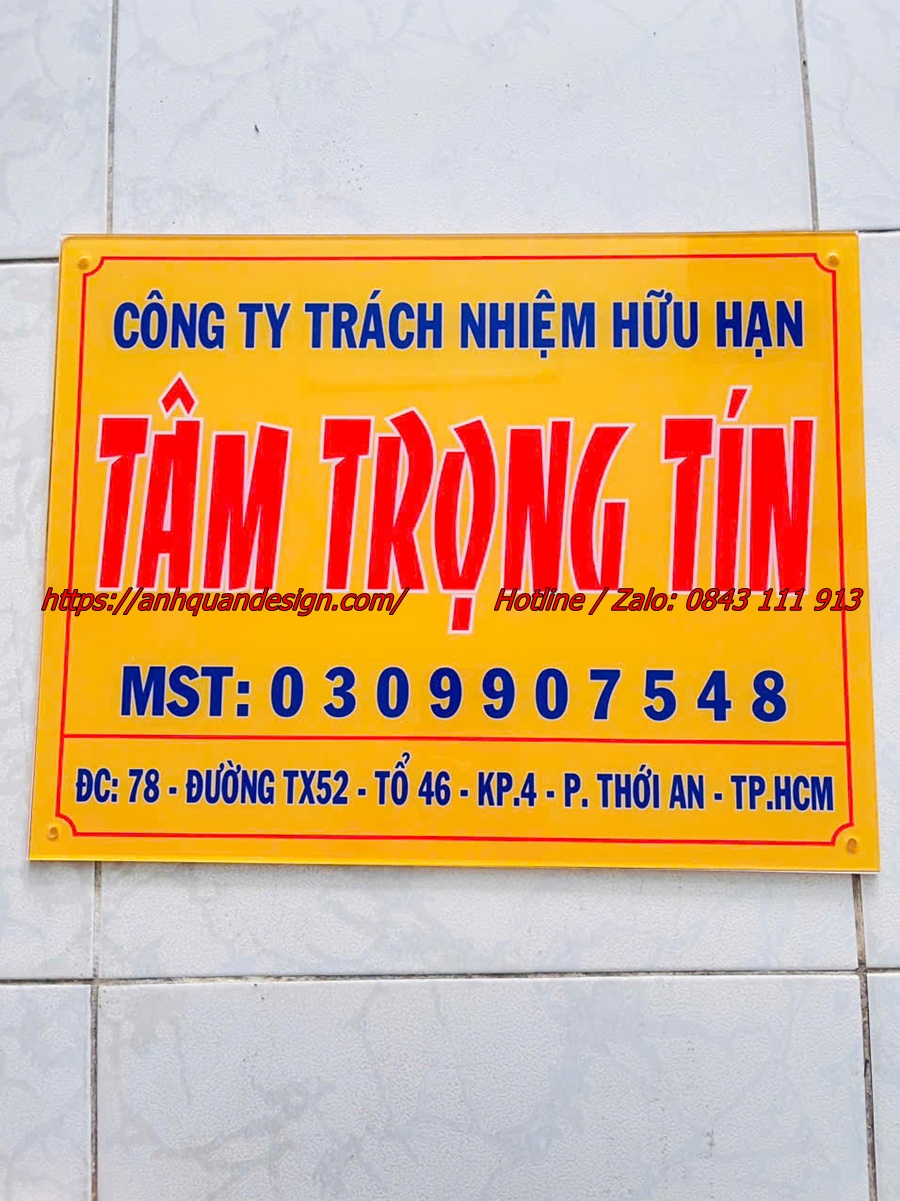 CÔNG TY TRÁCH NHIỆM HỮU HẠN
TÂM TRỌNG TÍN
https://anhquandesign.com/ Hotline / Zalo: 0843 111 913
MST: 0 3 0 9 9 0 7 5 4 8
ĐC: 78 - ĐƯỜNG TX52 - TỔ 46 - KP.4 - P. THỚI AN - TP.HCM